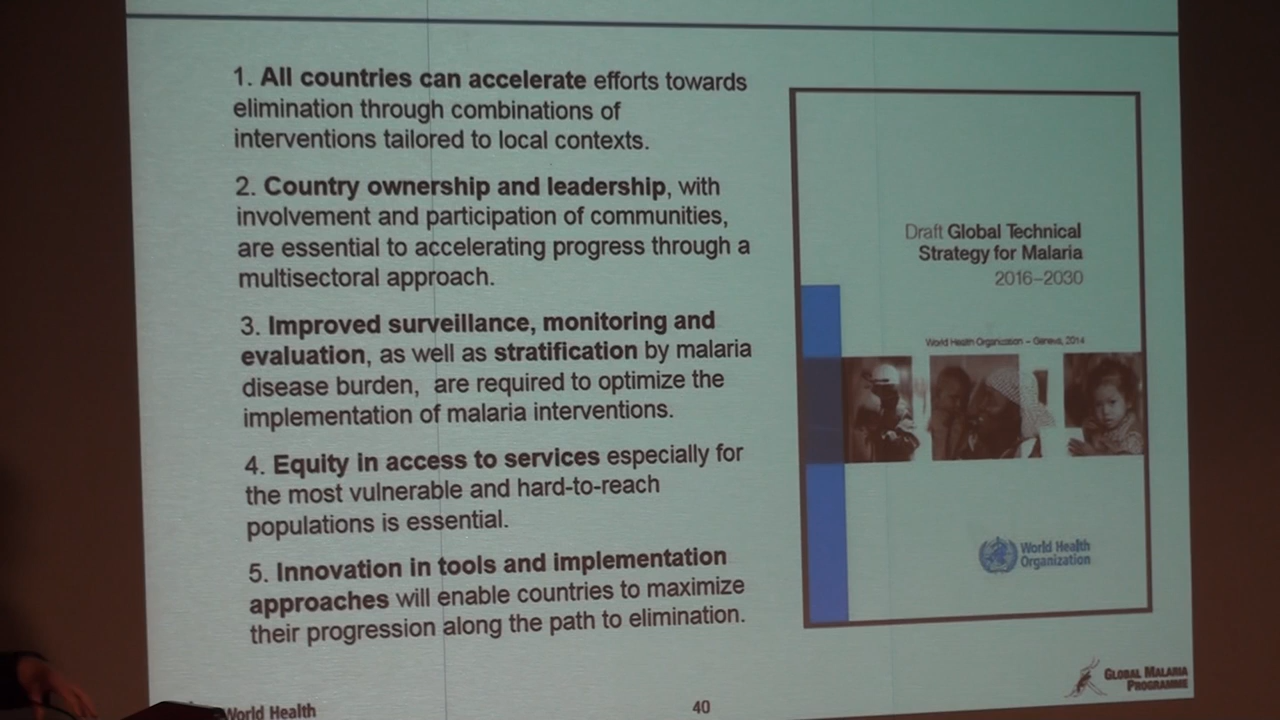 1. All countries can accelerate efforts towards
elimination through combinations of
interventions tailored to local contexts.
2. Country ownership and leadership, with
involvement and participation of communities,
are essential to accelerating progress through a
multisectoral approach.
3. Improved surveillance, monitoring and
evaluation, as well as stratification by malaria
disease burden, are required to optimize the
implementation of malaria interventions.
4. Equity in access to services especially for
the most vulnerable and hard-to-reach
populations is essential.
5. Innovation in tools and implementation
approaches will enable countries to maximize
their progression along the path to elimination.
Draft Global Technical
Strategy for Malaria
2016–2030
World Health Organization – Geneva, 2014
World Health
Organization
World Health
40
GLOBAL MALARIA
PROGRAMME